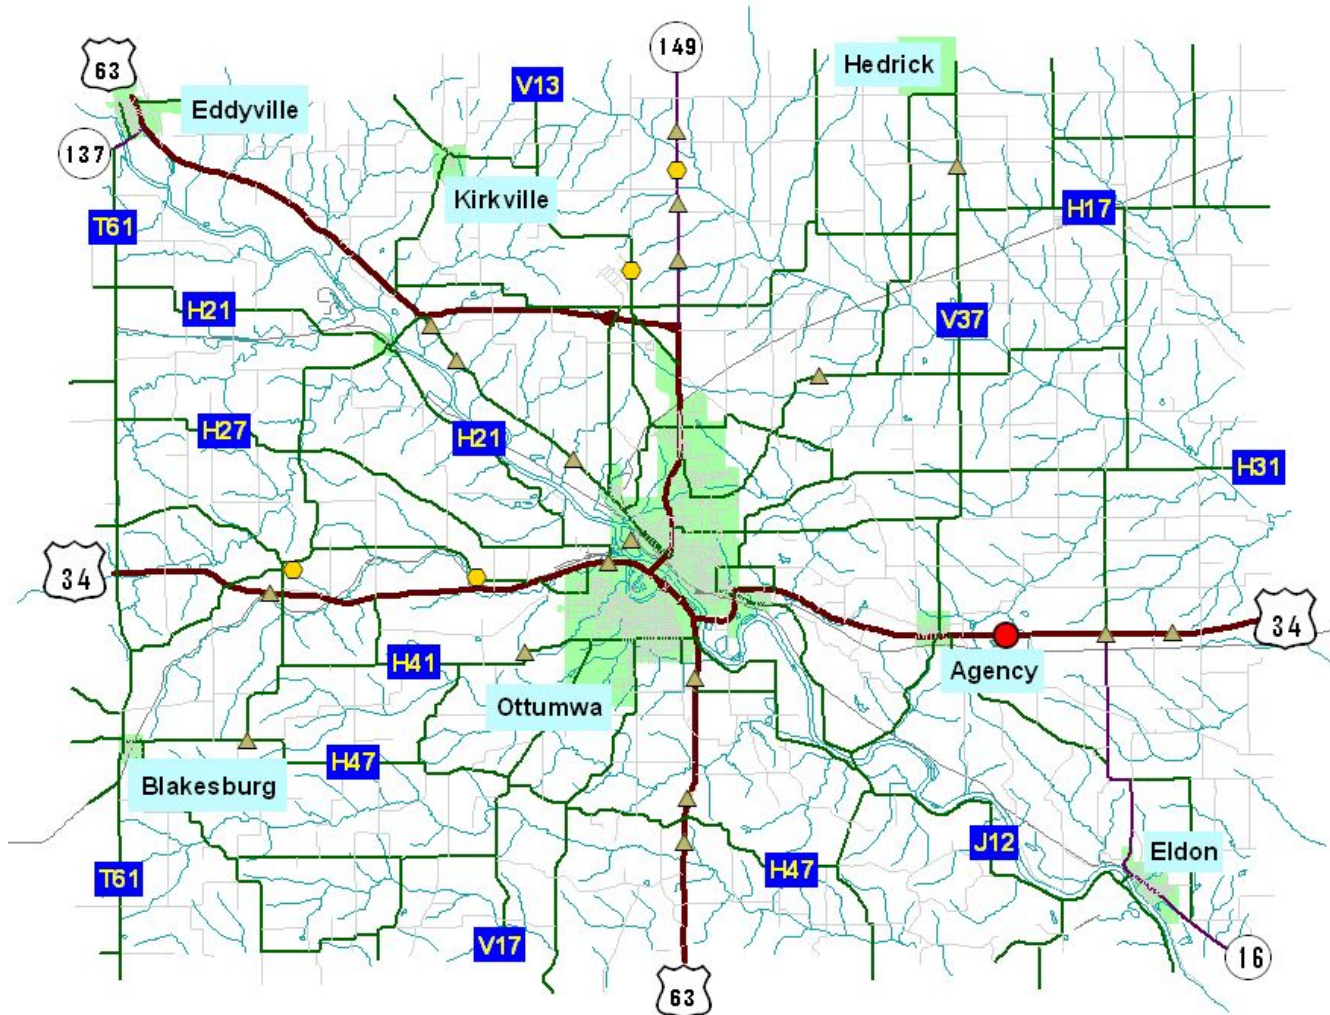 149
Hedrick
63
V13
Eddyville
137
Kirkville
T61
H17
H21
V37
H27
H21
H31
34
34
H41
Agency
Ottumwa
H47
Blakesburg
J12
Eldon
T61
H47
V17
16
63